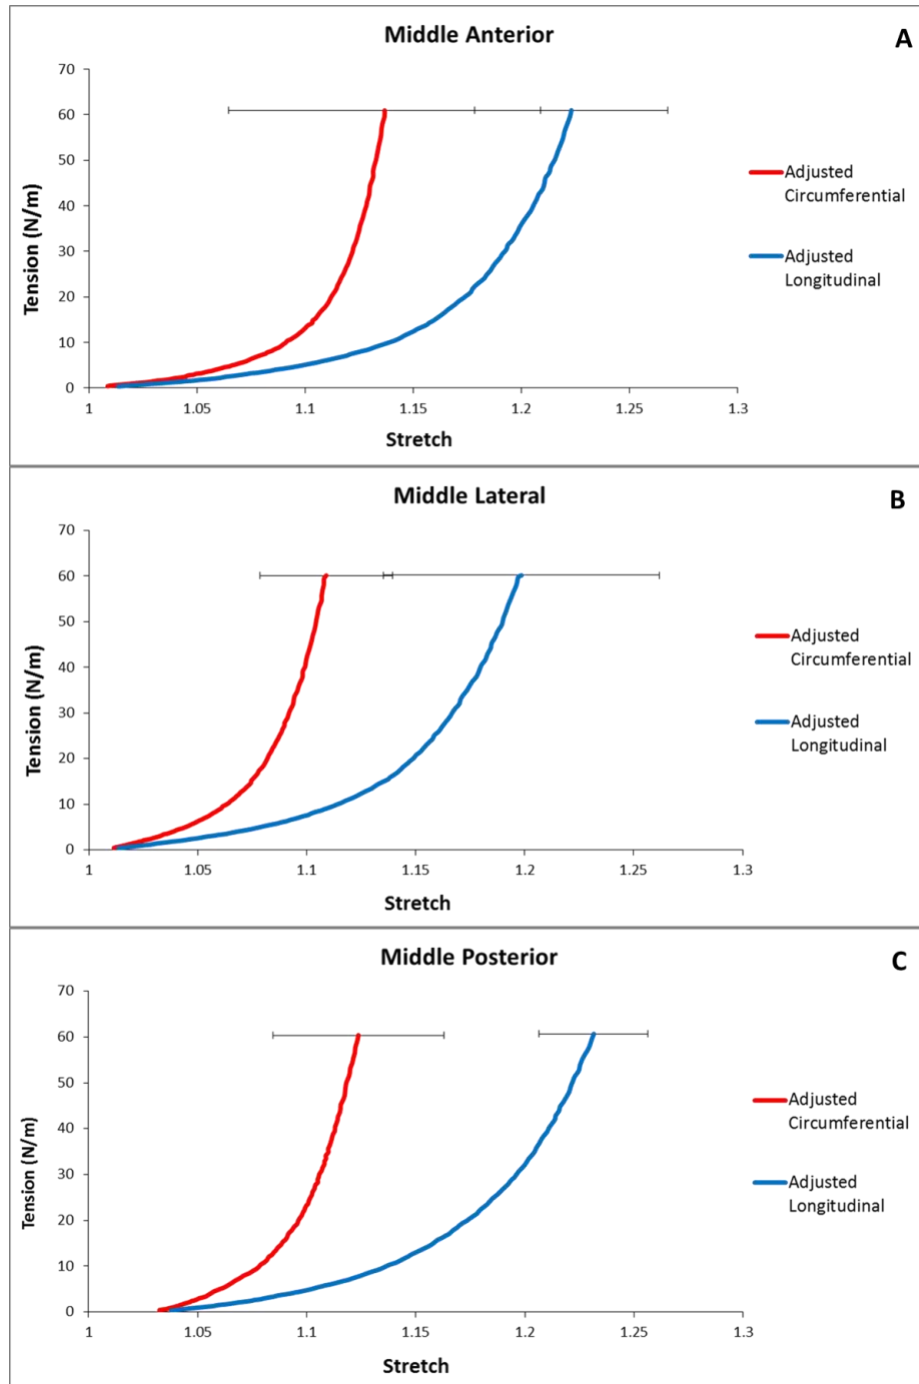 Middle Anterior
A
70
60
50
40
30
20
10
0
Tension (N/m)
1
1.05
1.1
1.15
1.2
1.25
1.3
Stretch
Adjusted
Circumferential
Adjusted
Longitudinal
Middle Lateral
B
70
60
50
40
30
20
10
0
Tension (N/m)
1
1.05
1.1
1.15
1.2
1.25
1.3
Stretch
Adjusted
Circumferential
Adjusted
Longitudinal
Middle Posterior
C
70
60
50
40
30
20
10
0
Tension (N/m)
1
1.05
1.1
1.15
1.2
1.25
1.3
Stretch
Adjusted
Circumferential
Adjusted
Longitudinal